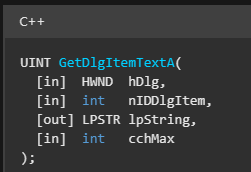 C++
UINT GetDlgItemTextA(
  [in]  HWND  hDlg,
  [in]  int   nIDDlgItem,
  [out] LPSTR lpString,
  [in]  int   cchMax
);